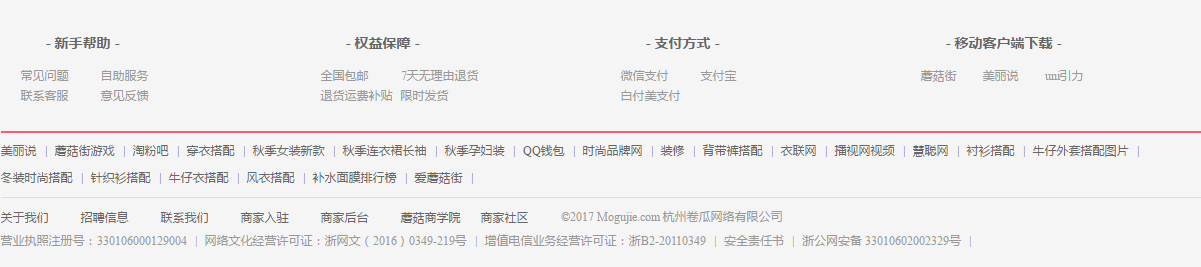 - 新手帮助 - - 权益保障 - - 支付方式 - - 移动客户端下载 -
常见问题 自助服务 全国包邮 7天无理由退货 微信支付 支付宝 蘑菇街 美丽说 uni引力
联系客服 意见反馈 退货运费补贴 限时发货 白付美支付
美丽说 | 蘑菇街游戏 | 淘粉吧 | 穿衣搭配 | 秋季女装新款 | 秋季连衣裙长袖 | 秋季孕妇装 | QQ钱包 | 时尚品牌网 | 装修 | 背带裤搭配 | 衣联网 | 播视网视频 | 慧聪网 | 衬衫搭配 | 牛仔外套搭配图片 |
冬装时尚搭配 | 针织衫搭配 | 牛仔衣搭配 | 风衣搭配 | 补水面膜排行榜 | 爱蘑菇街 |
关于我们 招聘信息 联系我们 商家入驻 商家后台 蘑菇商学院 商家社区 ©2017 Mogujie.com 杭州卷瓜网络有限公司
营业执照注册号：330106000129004 | 网络文化经营许可证：浙网文（2016）0349-219号 | 增值电信业务经营许可证：浙B2-20110349 | 安全责任书 | 浙公网安备 33010602002329号 |